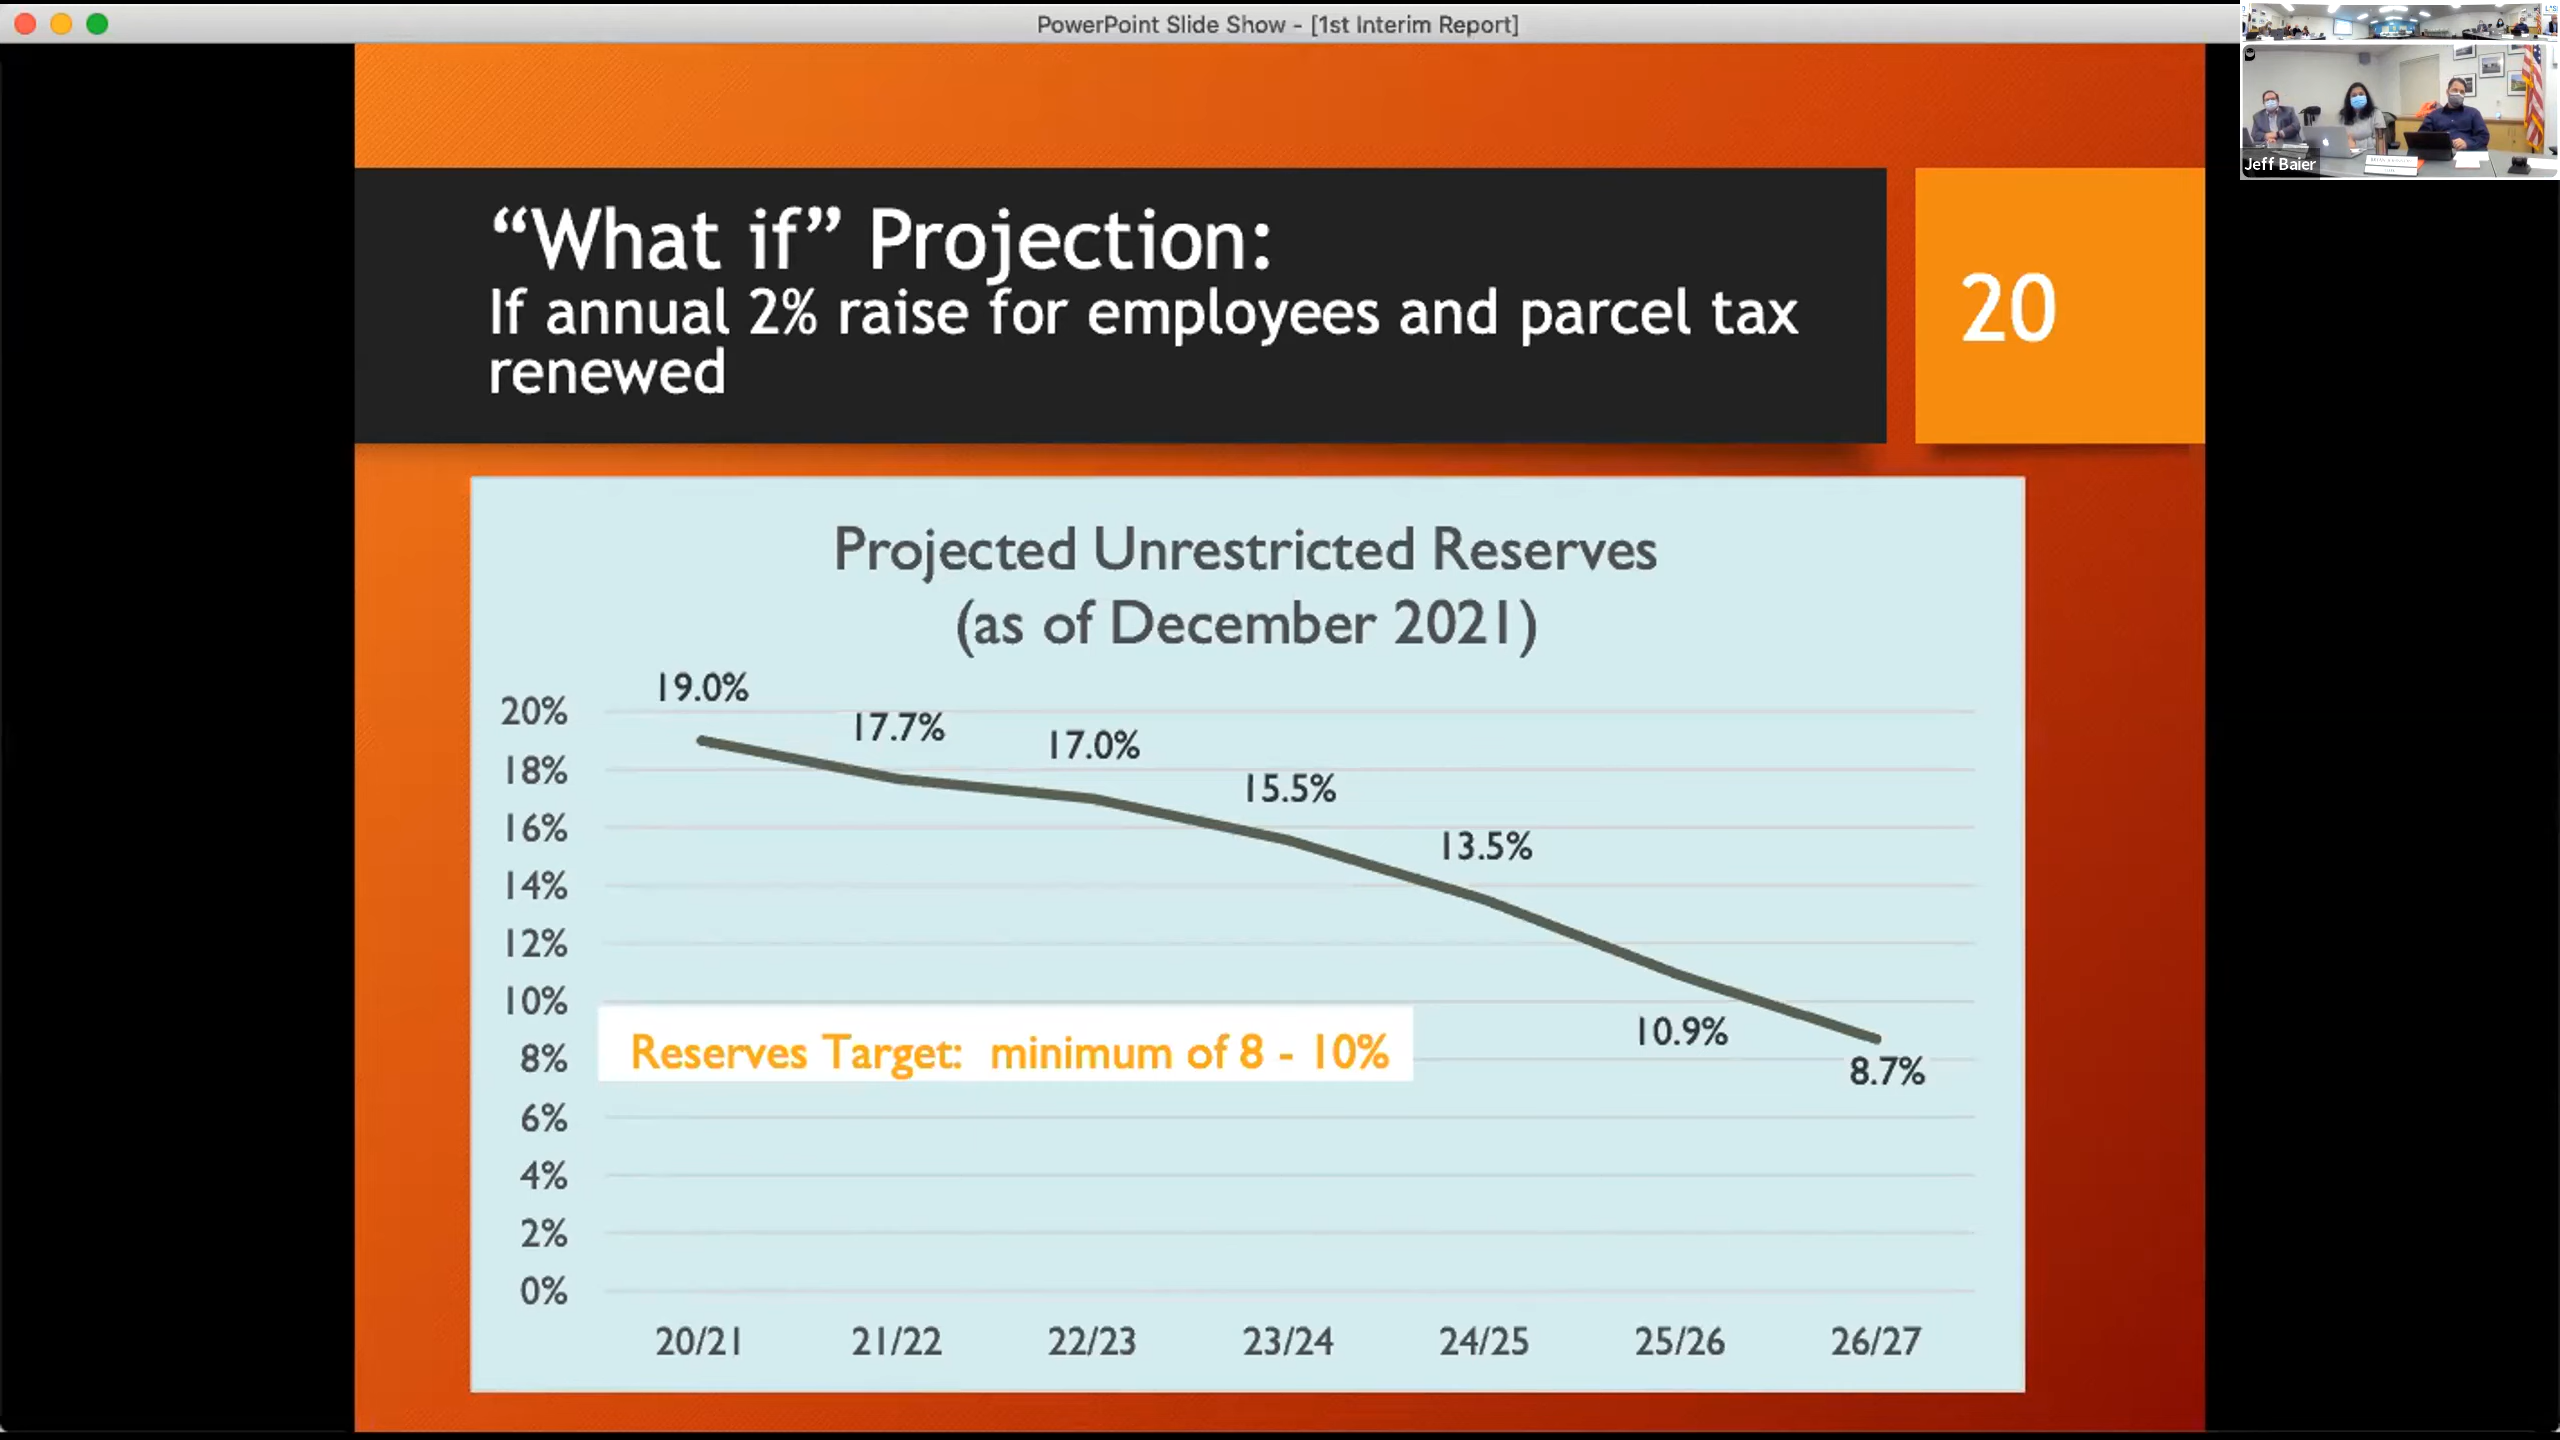 PowerPoint Slide Show - [1st Interim Report]
Jeff Baier
“What if” Projection:
If annual 2% raise for employees and parcel tax
renewed
20
Projected Unrestricted Reserves
(as of December 2021)
19.0%
17.7%
17.0%
15.5%
13.5%
10.9%
8.7%
20%
18%
16%
14%
12%
10%
8%
6%
4%
2%
0%
Reserves Target: minimum of 8 - 10%
20/21 21/22 22/23 23/24 24/25 25/26 26/27